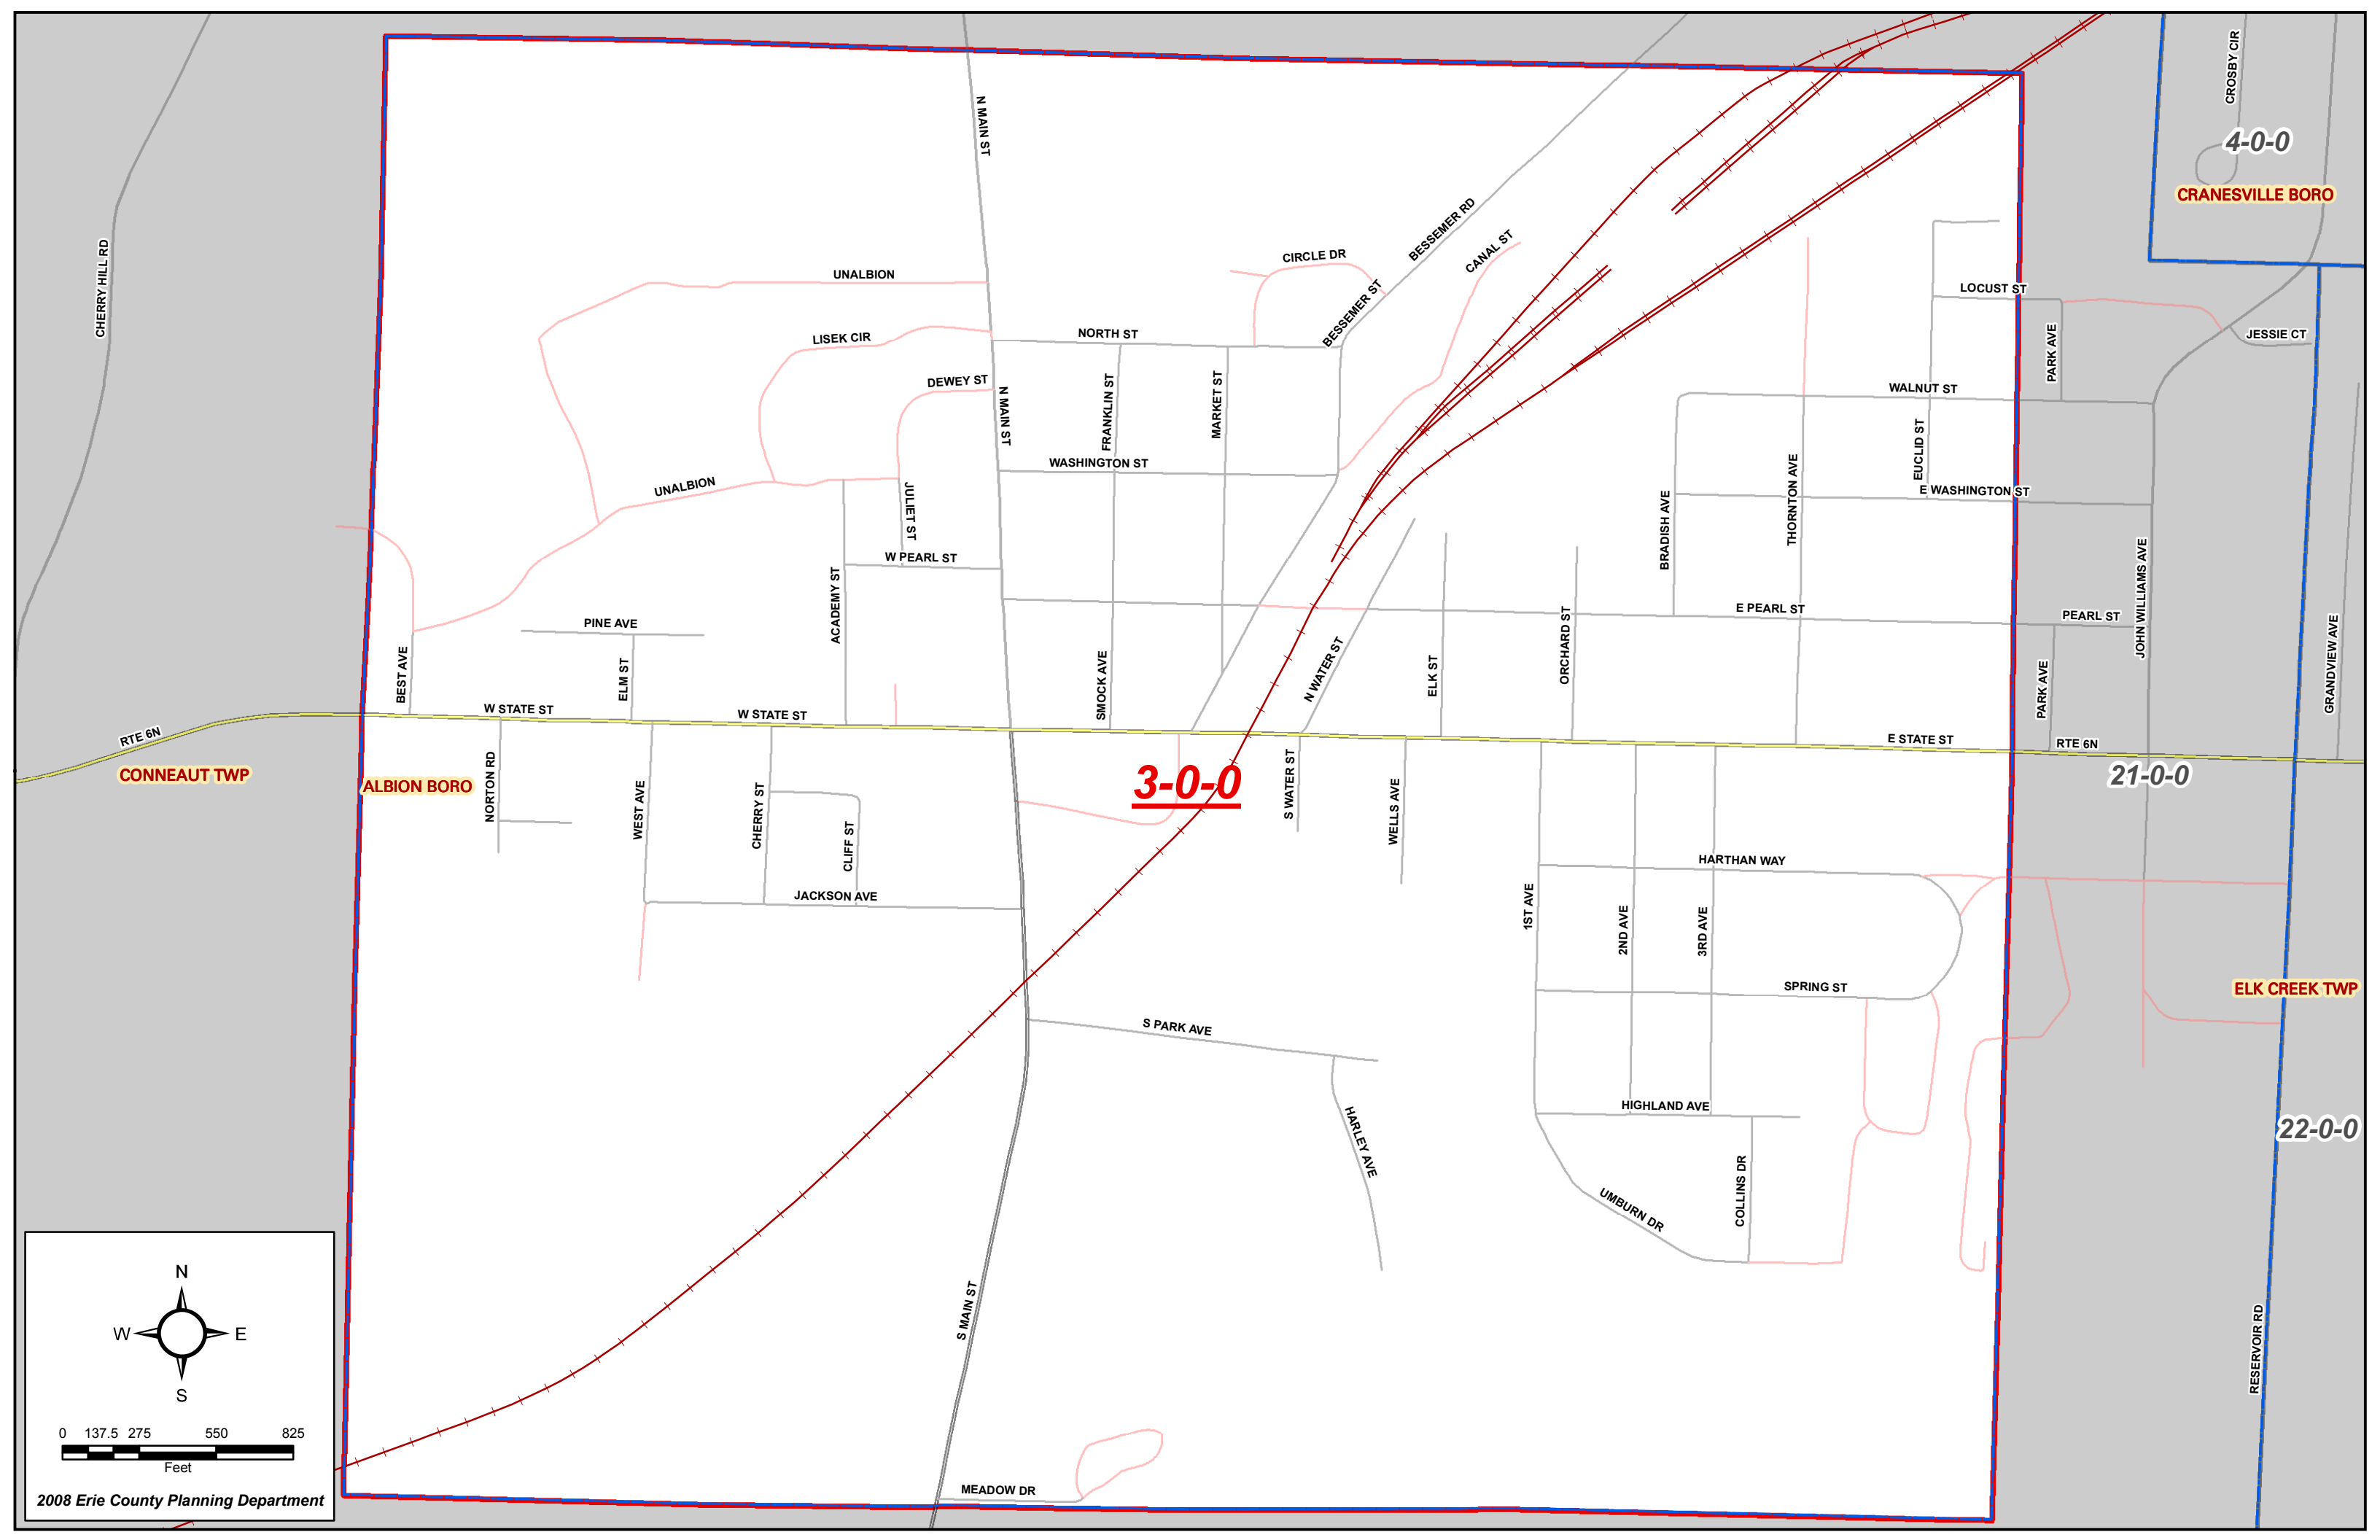 CROSBY CIR
4-0-0
CRANESVILLE BORO
N MAIN ST
CHERRY HILL RD
BESSEMER RD
CANAL ST
CIRCLE DR
UNALBION
BESSEMER ST
LOCUST ST
JESSIE CT
PARK AVE
LISEK CIR
NORTH ST
DEWEY ST
FRANKLIN ST
MARKET ST
N MAIN ST
WALNUT ST
EUCLID ST
WASHINGTON ST
UNALBION
JULIET ST
E WASHINGTON ST
THORNTON AVE
BRADISH AVE
W PEARL ST
ACADEMY ST
JOHN WILLIAMS AVE
PINE AVE
E PEARL ST
PEARL ST
ORCHARD ST
GRANDVIEW AVE
BEST AVE
ELM ST
SMOCK AVE
N WATER ST
ELK ST
PARK AVE
W STATE ST
W STATE ST
RTE 6N
E STATE ST
RTE 6N
CONNEAUT TWP
ALBION BORO
3-0-0
21-0-0
NORTON RD
WEST AVE
CHERRY ST
CLIFF ST
S WATER ST
WELLS AVE
HARTHAN WAY
JACKSON AVE
1ST AVE
2ND AVE
3RD AVE
SPRING ST
ELK CREEK TWP
S PARK AVE
HIGHLAND AVE
HARLEY AVE
22-0-0
COLLINS DR
UMBURN DR
S MAIN ST
RESERVOIR RD
MEADOW DR
N
W E
S
0 137.5 275 550 825
Feet
2008 Erie County Planning Department